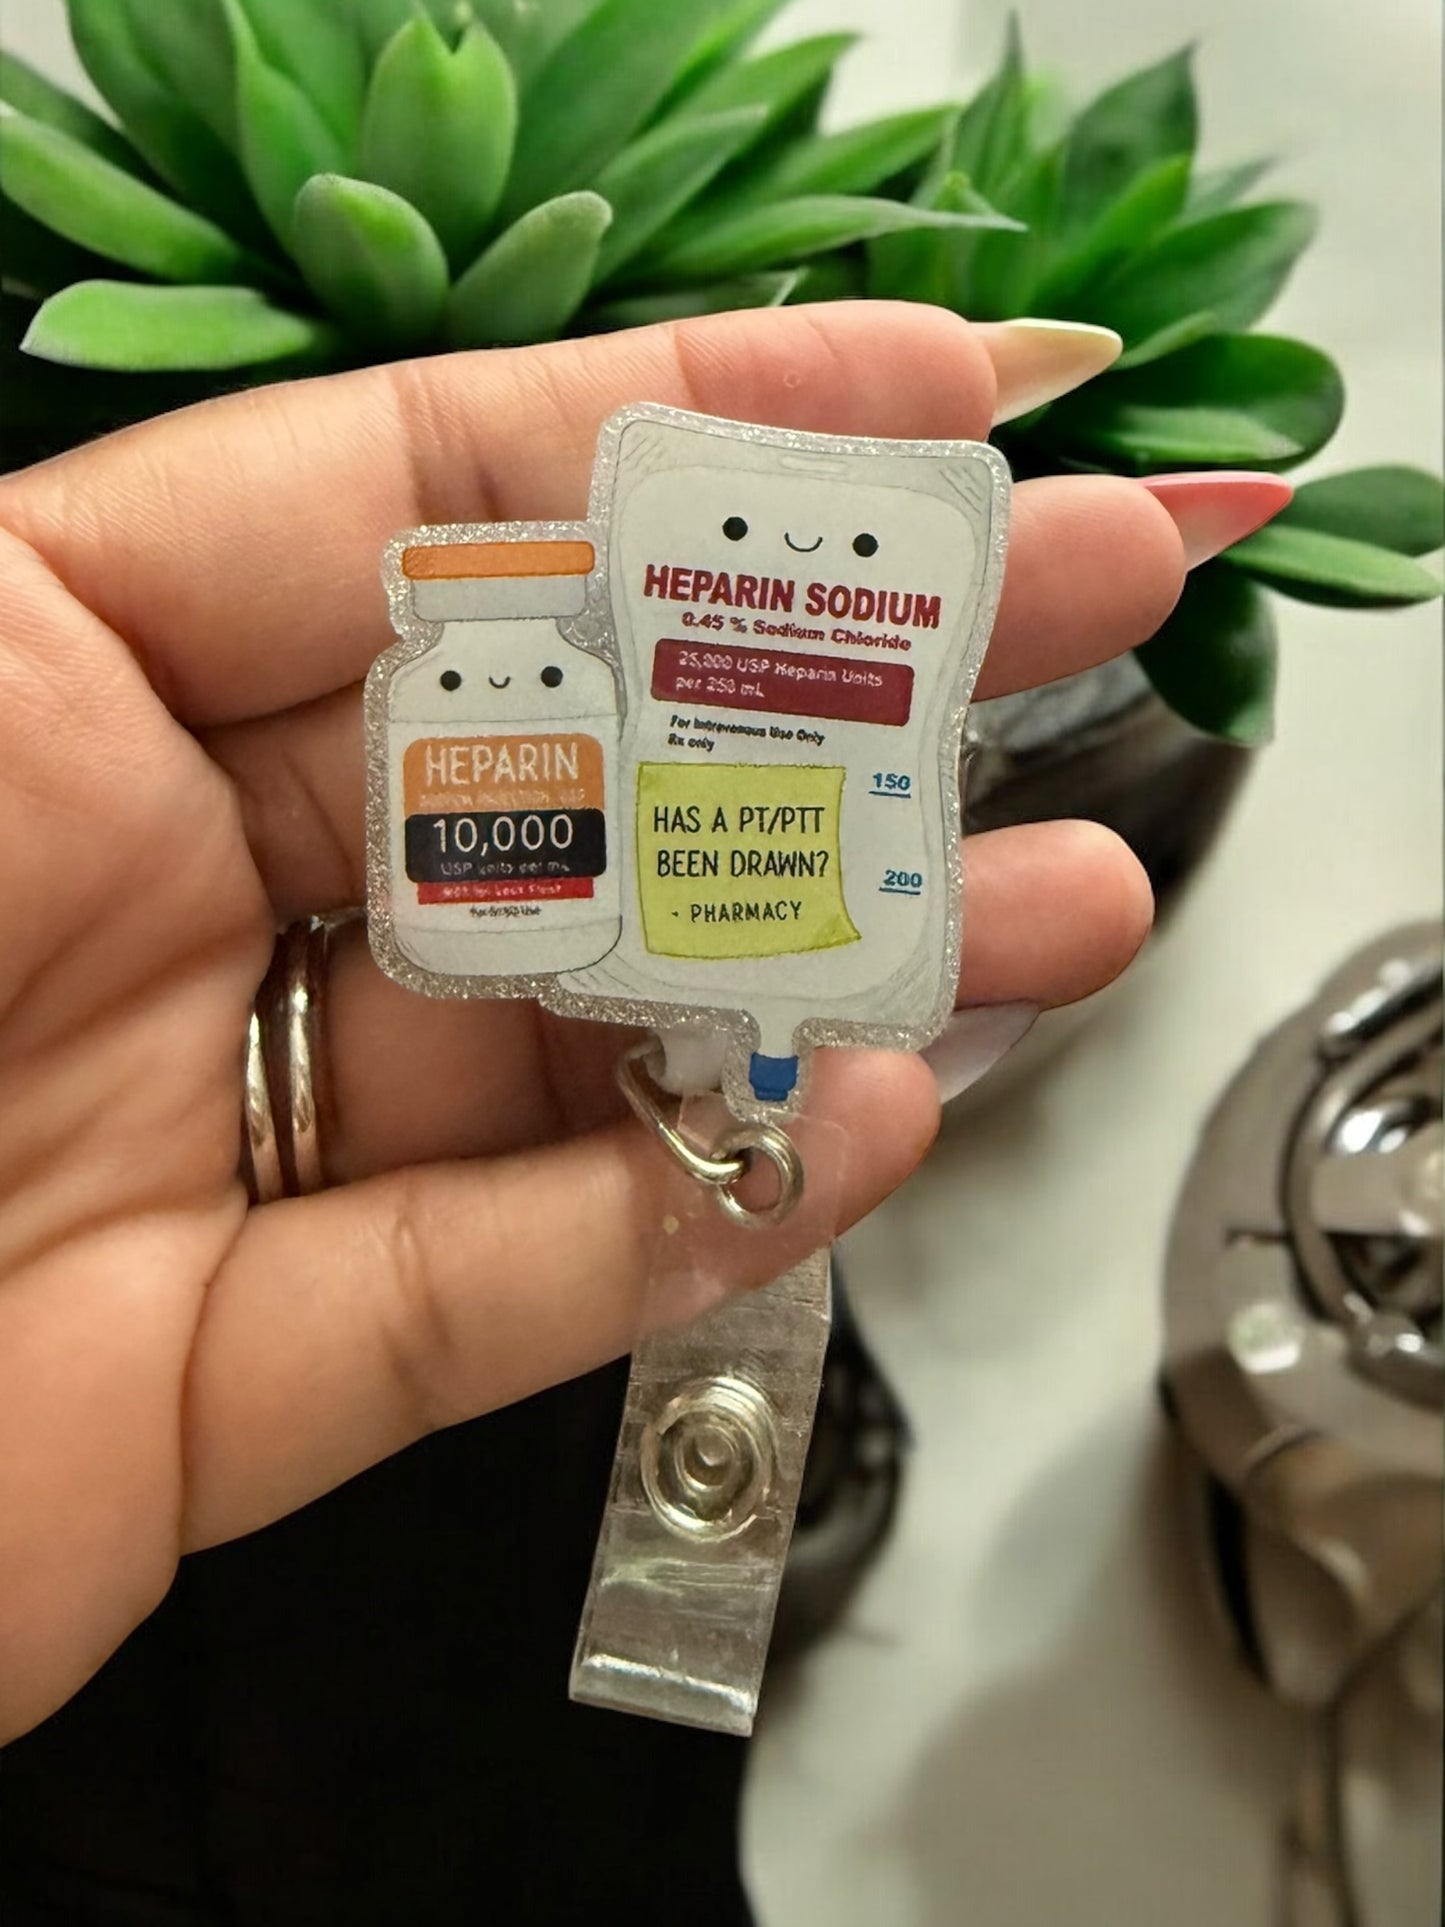 HEPARIN
10,000
USP units per mL
HEPARIN SODIUM
0.45 % Sodium Chloride
25,000 USP Heparin Units
per 250 mL
For Intravenous Use Only
Rx only
HAS A PT/PTT
BEEN DRAWN?
- PHARMACY
150
200